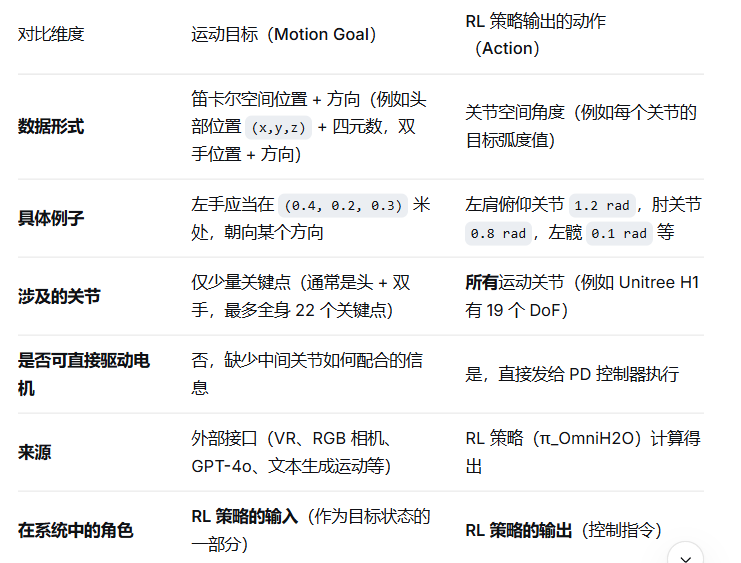 对比维度
运动目标（Motion Goal）
RL 策略输出的动作
（Action）
数据形式
笛卡尔空间位置 + 方向（例如头
部位置 (x,y,z) + 四元数，双
手位置 + 方向）
关节空间角度（例如每个关节的
目标弧度值）
具体例子
左手应当在 (0.4, 0.2, 0.3) 米
处，朝向某个方向
左肩俯仰关节 1.2 rad，肘关节
0.8 rad，左髋 0.1 rad 等
涉及的关节
仅少量关键点（通常是头 + 双
手，最多全身 22 个关键点）
所有运动关节（例如 Unitree H1
有 19 个 DoF）
是否可直接驱动电
机
否，缺少中间关节如何配合的信
息
是，直接发给 PD 控制器执行
来源
外部接口（VR、RGB 相机、
GPT-4o、文本生成运动等）
RL 策略（π_OmniH2O）计算得
出
在系统中的角色
RL 策略的输入（作为目标状态的
一部分）
RL 策略的输出（控制指令）